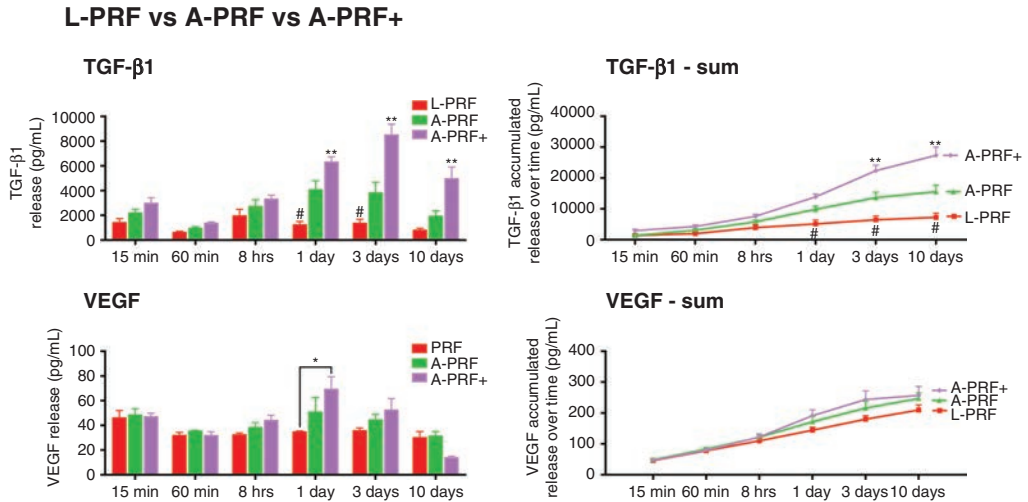 L-PRF vs A-PRF vs A-PRF+
TGF-β1
TGF-β1
release (pg/mL)
10000
8000
6000
4000
2000
0
L-PRF
A-PRF
A-PRF+
#
**
#
**
**
15 min 60 min 8 hrs 1 day 3 days 10 days
TGF-β1 - sum
TGF-β1 accumulated
release over time (pg/mL)
40000
30000
20000
10000
0
** **
A-PRF+
A-PRF
L-PRF
# # #
15 min 60 min 8 hrs 1 day 3 days 10 days
VEGF
VEGF release (pg/mL)
100
80
60
40
20
0
PRF
A-PRF
A-PRF+
*
15 min 60 min 8 hrs 1 day 3 days 10 days
VEGF - sum
VEGF accumulated
release over time (pg/mL)
400
300
200
100
0
A-PRF+
A-PRF
L-PRF
15 min 60 min 8 hrs 1 day 3 days 10 days